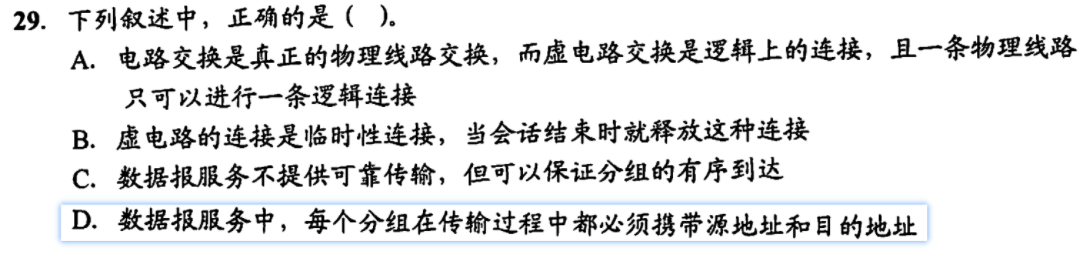 29. 下列叙述中，正确的是（ ）。
A. 电路交换是真正的物理线路交换，而虚电路交换是逻辑上的连接，且一条物理线路
只可以进行一条逻辑连接
B. 虚电路的连接是临时性连接，当会话结束时就释放这种连接
C. 数据报服务不提供可靠传输，但可以保证分组的有序到达
D. 数据报服务中，每个分组在传输过程中都必须携带源地址和目的地址